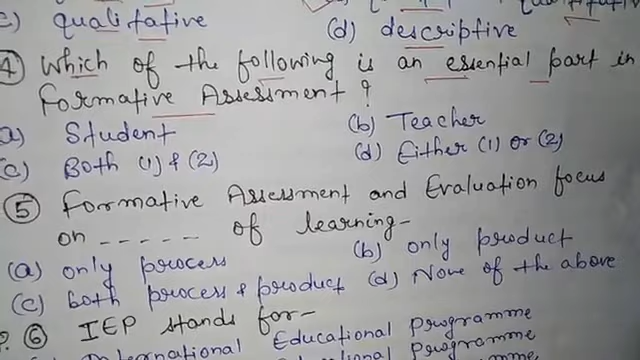 c) qualitative
(d) descriptive
④ Which of the following is an essential part in
Formative Assessment ?
a) Student
(b) Teacher
(c) Both (1) & (2)
(d) Either (1) or (2)
⑤ Formative Assessment and Evaluation focus
on ----- of learning-
(a) only process
(b) only product
(c) both process & product (d) None of the above
⑥ IEP stands for-
Educational Programme
Programme